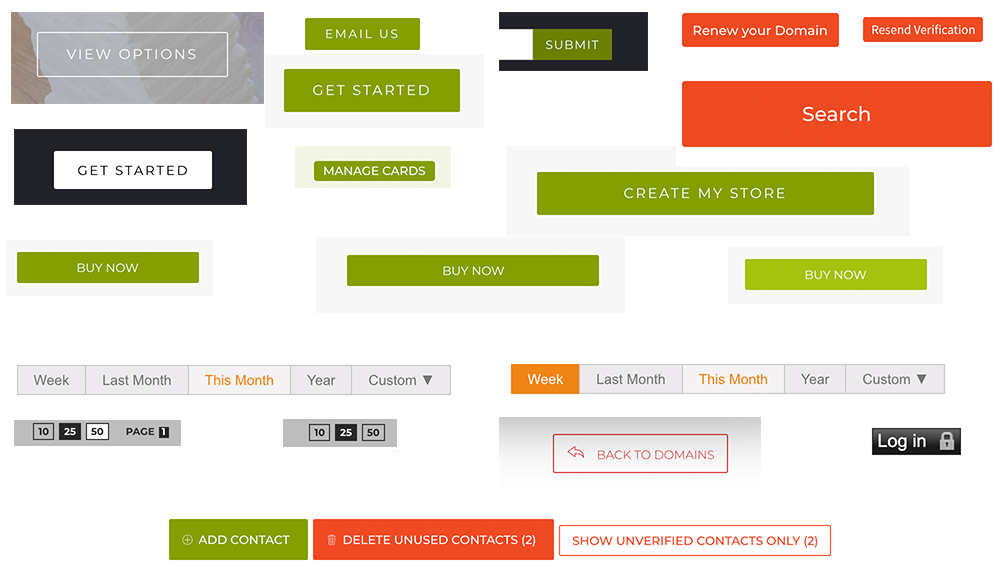 VIEW OPTIONS
EMAIL US
SUBMIT
Renew your Domain
Resend Verification
GET STARTED
Search
GET STARTED
MANAGE CARDS
CREATE MY STORE
BUY NOW
BUY NOW
BUY NOW
Week Last Month This Month Year Custom ▼
Week Last Month This Month Year Custom ▼
10 25 50 PAGE 1
10 25 50
BACK TO DOMAINS
Log in
ADD CONTACT
DELETE UNUSED CONTACTS (2)
SHOW UNVERIFIED CONTACTS ONLY (2)